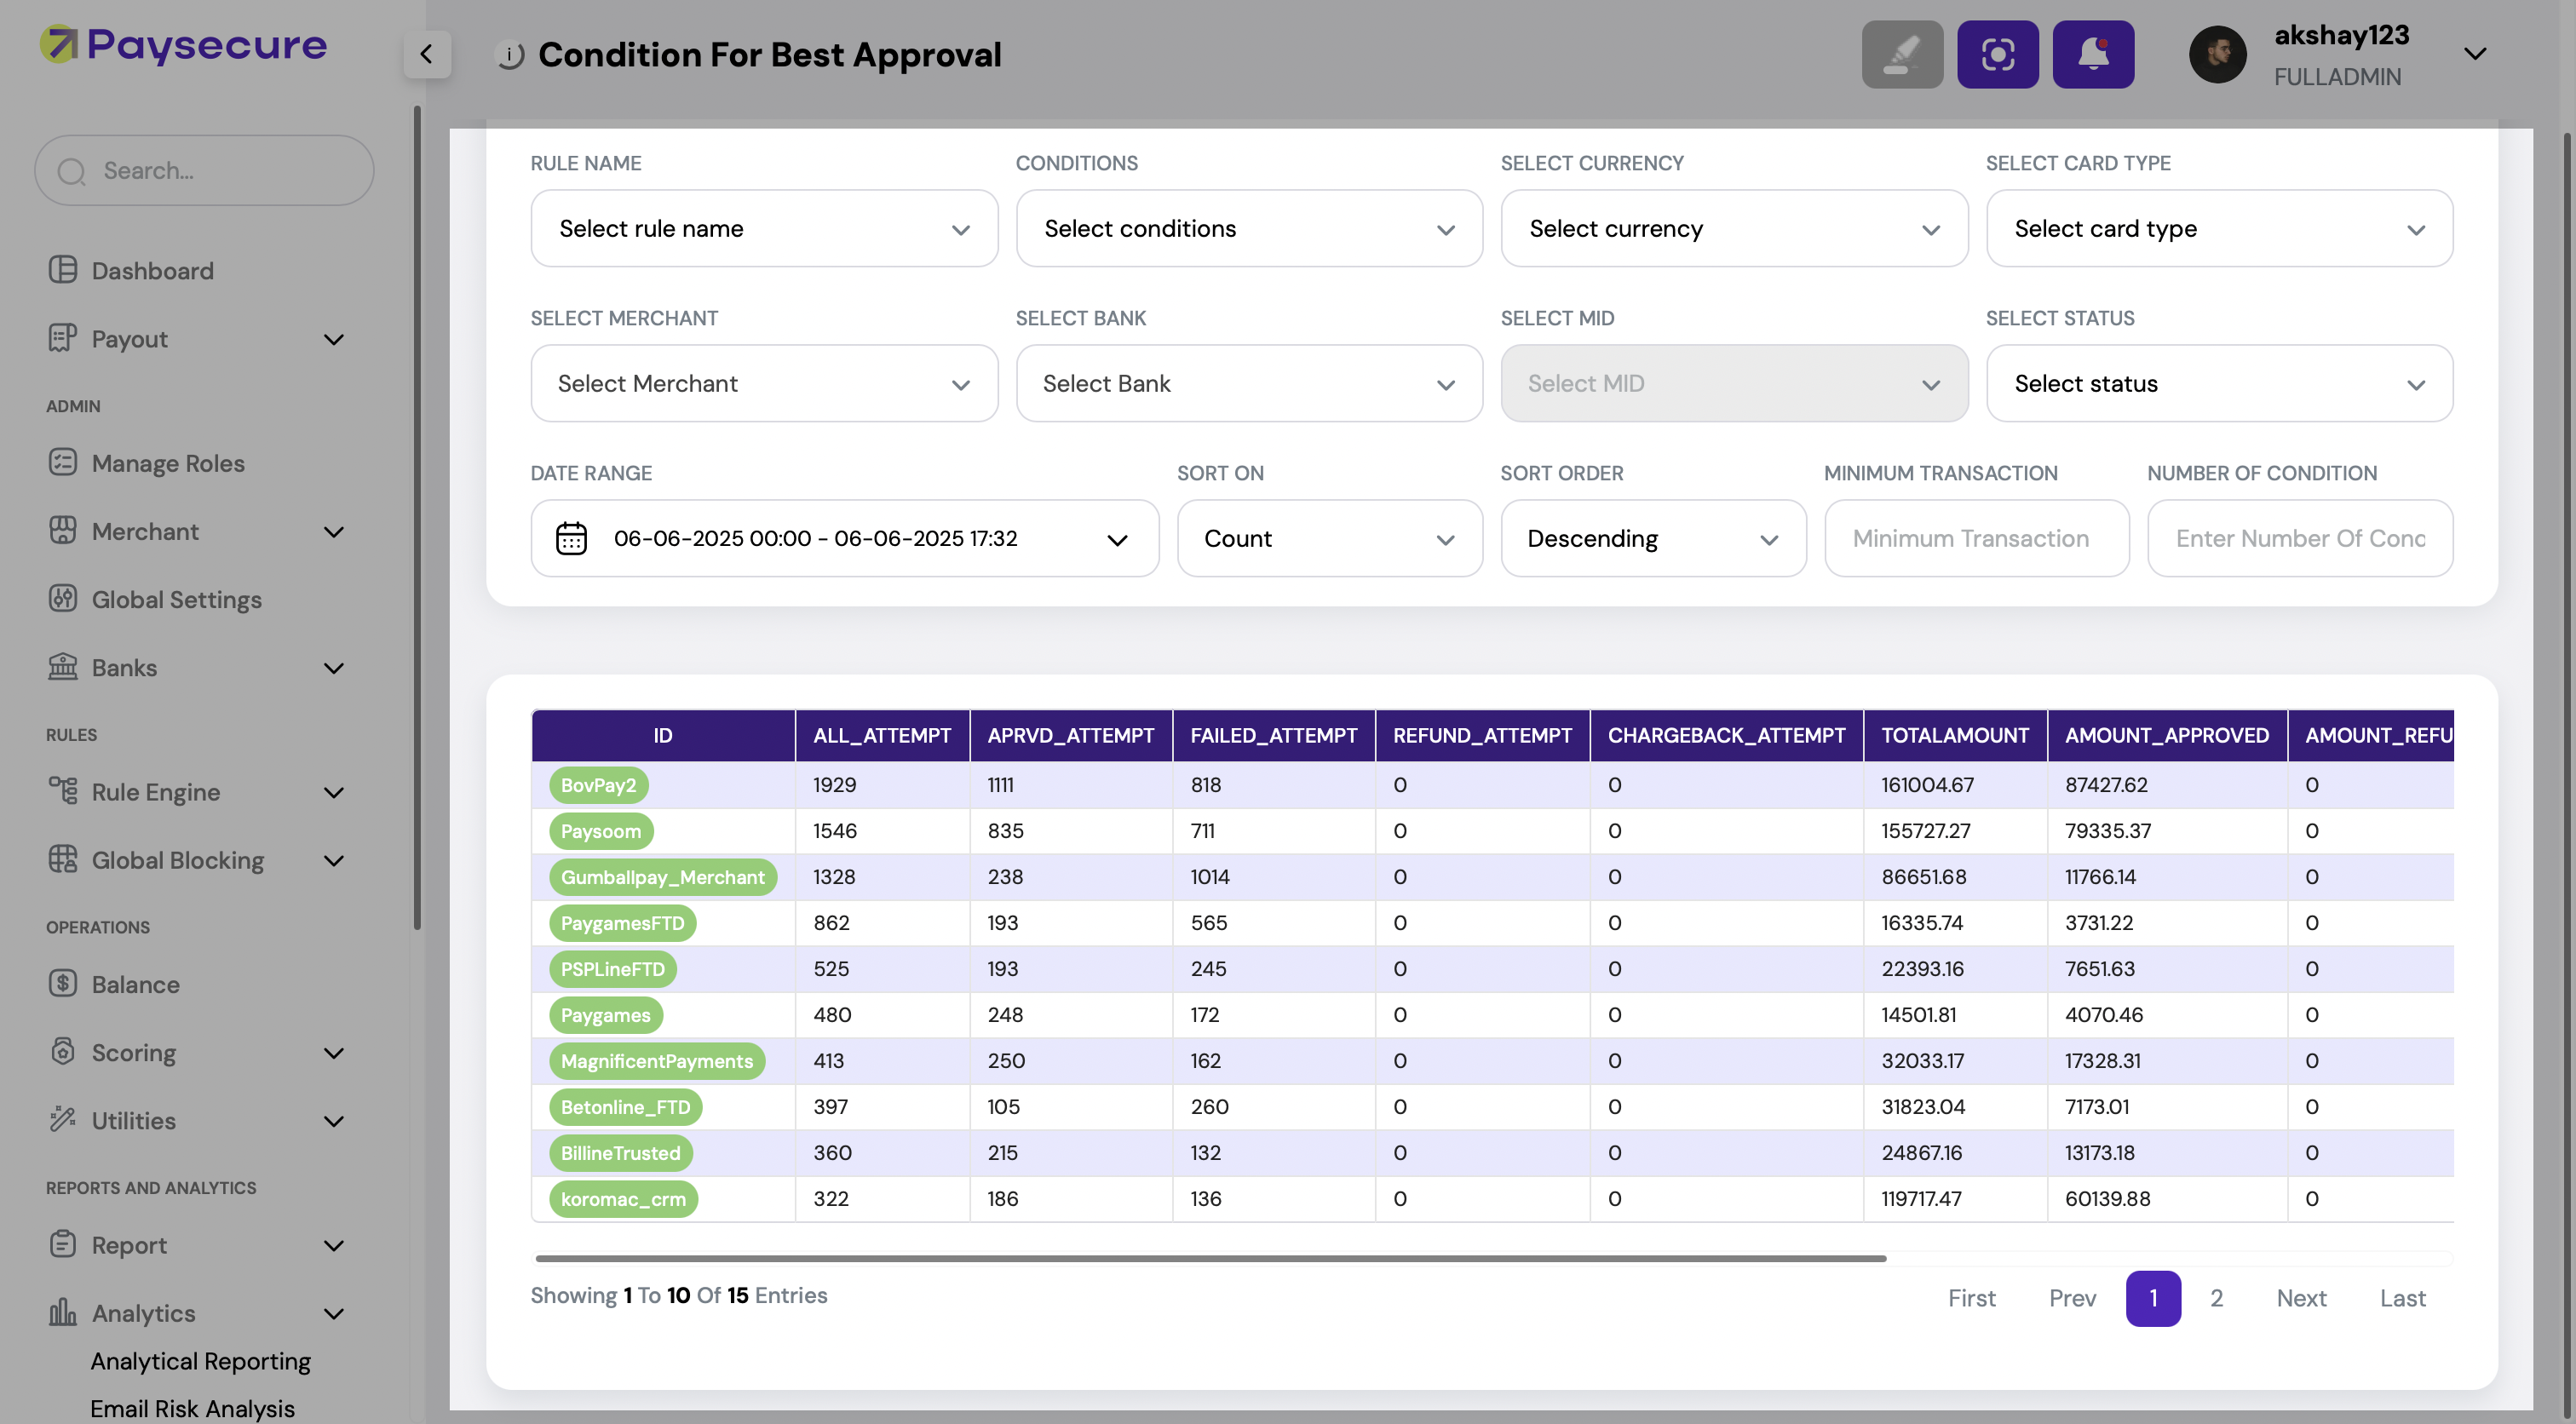 Paysecure
Condition For Best Approval
akshay123
FULLADMIN
Search...
Dashboard
Payout
ADMIN
Manage Roles
Merchant
Global Settings
Banks
RULES
Rule Engine
Global Blocking
OPERATIONS
Balance
Scoring
Utilities
REPORTS AND ANALYTICS
Report
Analytics
Analytical Reporting
Email Risk Analysis
RULE NAME CONDITIONS SELECT CURRENCY SELECT CARD TYPE
Select rule name Select conditions Select currency Select card type
SELECT MERCHANT SELECT BANK SELECT MID SELECT STATUS
Select Merchant Select Bank Select MID Select status
DATE RANGE SORT ON SORT ORDER MINIMUM TRANSACTION NUMBER OF CONDITION
06-06-2025 00:00 - 06-06-2025 17:32 Count Descending Minimum Transaction Enter Number Of Conc
ID ALL_ATTEMPT APRVD_ATTEMPT FAILED_ATTEMPT REFUND_ATTEMPT CHARGEBACK_ATTEMPT TOTALAMOUNT AMOUNT_APPROVED AMOUNT_REFU
BovPay2 1929 1111 818 0 0 161004.67 87427.62 0
Paysoom 1546 835 711 0 0 155727.27 79335.37 0
Gumballpay_Merchant 1328 238 1014 0 0 86651.68 11766.14 0
PaygamesFTD 862 193 565 0 0 16335.74 3731.22 0
PSPLineFTD 525 193 245 0 0 22393.16 7651.63 0
Paygames 480 248 172 0 0 14501.81 4070.46 0
MagnificentPayments 413 250 162 0 0 32033.17 17328.31 0
Betonline_FTD 397 105 260 0 0 31823.04 7173.01 0
BillineTrusted 360 215 132 0 0 24867.16 13173.18 0
koromac_crm 322 186 136 0 0 119717.47 60139.88 0
Showing 1 To 10 Of 15 Entries
First Prev 1 2 Next Last